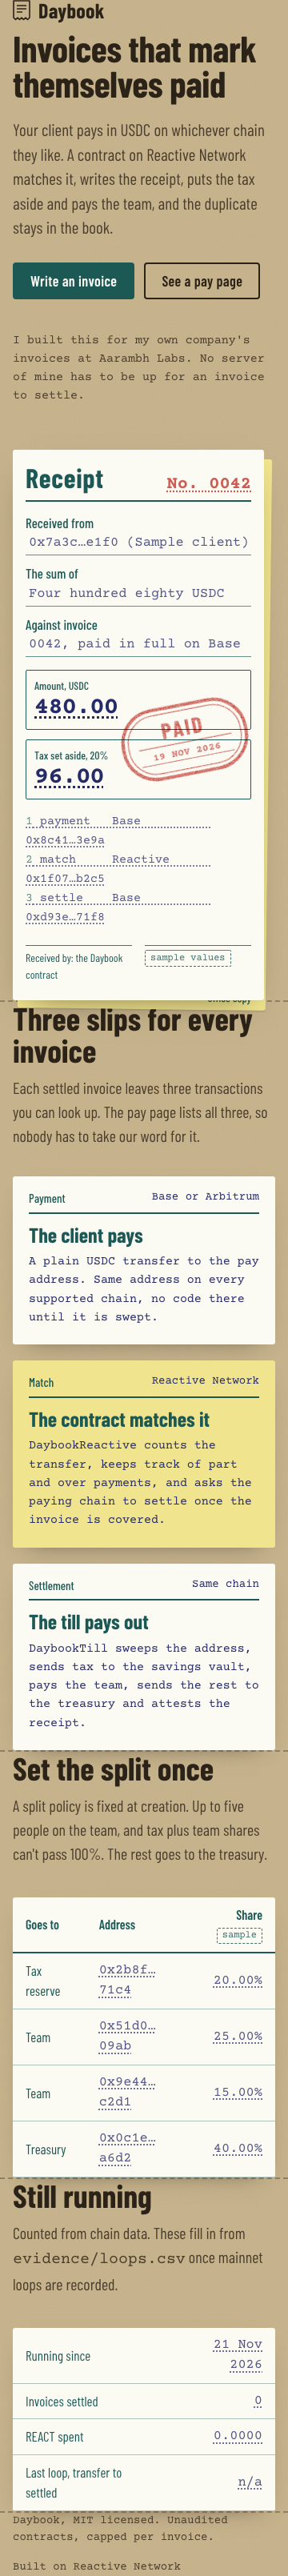 Daybook
Invoices that mark
themselves paid
Your client pays in USDC on whichever chain
they like. A contract on Reactive Network
matches it, writes the receipt, puts the tax
aside and pays the team, and the duplicate
stays in the book.
Write an invoice
See a pay page
I built this for my own company's
invoices at Aarambh Labs. No server
of mine has to be up for an invoice
to settle.
Receipt
No. 0042
Received from
0x7a3c…e1f0 (Sample client)
The sum of
Four hundred eighty USDC
Against invoice
0042, paid in full on Base
Amount, USDC
480.00
PAID
19 NOV 2026
Tax set aside, 20%
96.00
1 payment Base
0x8c41…3e9a
2 match Reactive
0x1f07…b2c5
3 settle Base
0xd93e…71f8
Received by: the Daybook
contract
sample values
Three slips for every
invoice
Each settled invoice leaves three transactions
you can look up. The pay page lists all three, so
nobody has to take our word for it.
Payment
Base or Arbitrum
The client pays
A plain USDC transfer to the pay
address. Same address on every
supported chain, no code there
until it is swept.
Match
Reactive Network
The contract matches it
DaybookReactive counts the
transfer, keeps track of part
and over payments, and asks the
paying chain to settle once the
invoice is covered.
Settlement
Same chain
The till pays out
DaybookTill sweeps the address,
sends tax to the savings vault,
pays the team, sends the rest to
the treasury and attests the
receipt.
Set the split once
A split policy is fixed at creation. Up to five
people on the team, and tax plus team shares
can't pass 100%. The rest goes to the treasury.
Goes to Address Share
sample
Tax
reserve
0x2b8f…
71c4
20.00%
Team
0x51d0…
09ab
25.00%
Team
0x9e44…
c2d1
15.00%
Treasury
0x0c1e…
a6d2
40.00%
Still running
Counted from chain data. These fill in from
evidence/loops.csv once mainnet
loops are recorded.
Running since
21 Nov
2026
Invoices settled 0
REACT spent 0.0000
Last loop, transfer to
settled
n/a
Daybook, MIT licensed. Unaudited
contracts, capped per invoice.
Built on Reactive Network